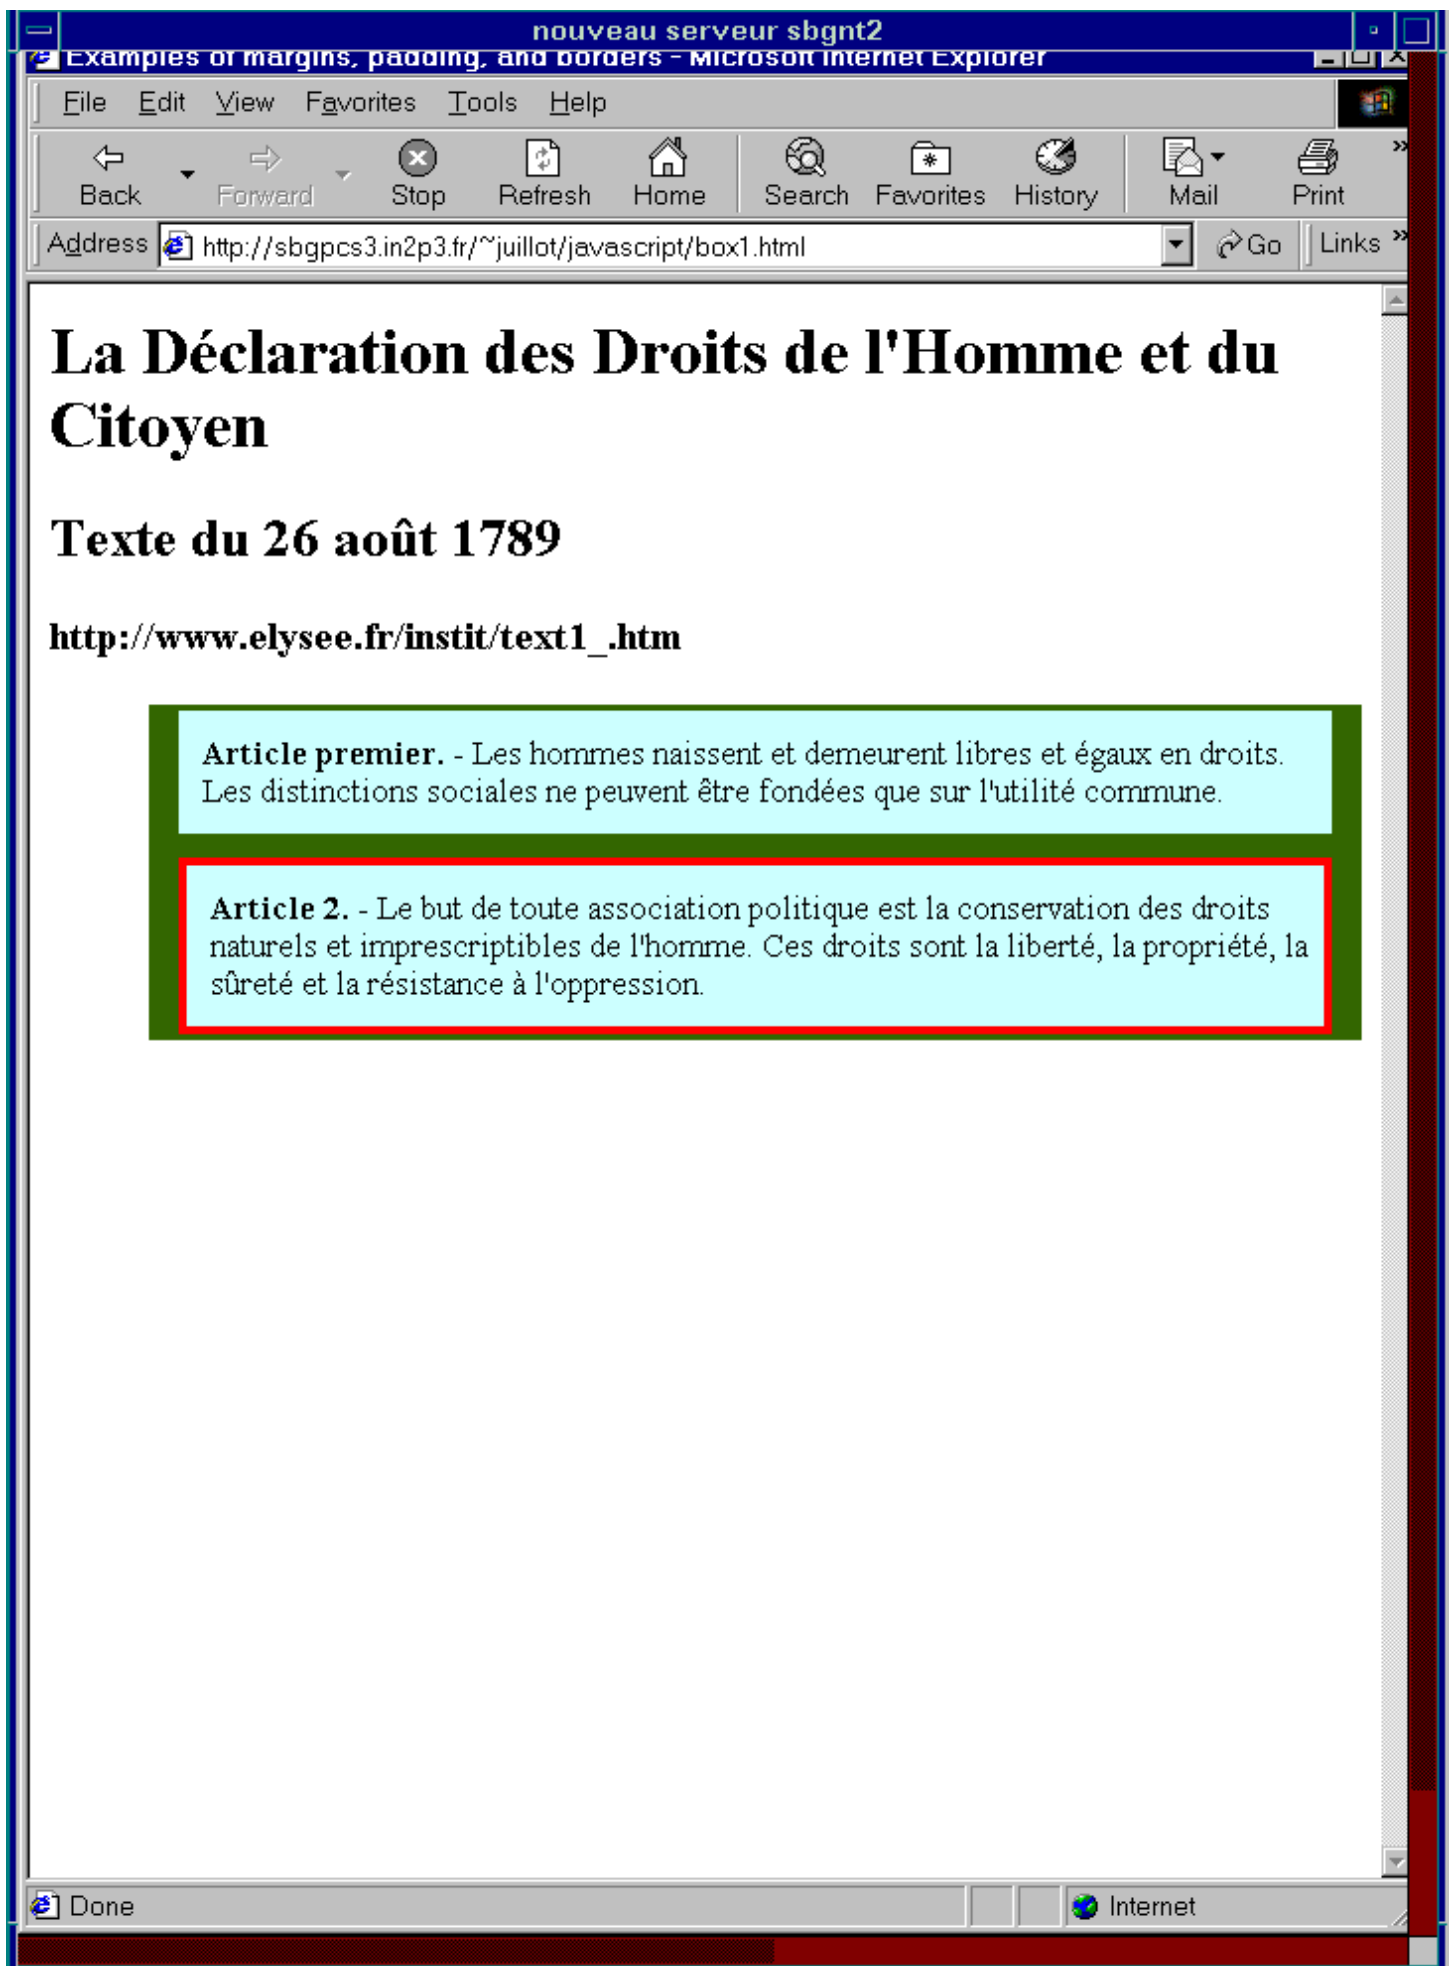 nouveau serveur sbgnt2
Examples of margins, padding, and borders - Microsoft Internet Explorer
File Edit View Favorites Tools Help
Back Forward Stop Refresh Home Search Favorites History Mail Print »
Address http://sbgpcs3.in2p3.fr/~juillot/javascript/box1.html Go Links »
La Déclaration des Droits de l'Homme et du
Citoyen
Texte du 26 août 1789
http://www.elysee.fr/instit/text1_.htm
Article premier. - Les hommes naissent et demeurent libres et égaux en droits.
Les distinctions sociales ne peuvent être fondées que sur l'utilité commune.
Article 2. - Le but de toute association politique est la conservation des droits
naturels et imprescriptibles de l'homme. Ces droits sont la liberté, la propriété, la
sûreté et la résistance à l'oppression.
Done Internet